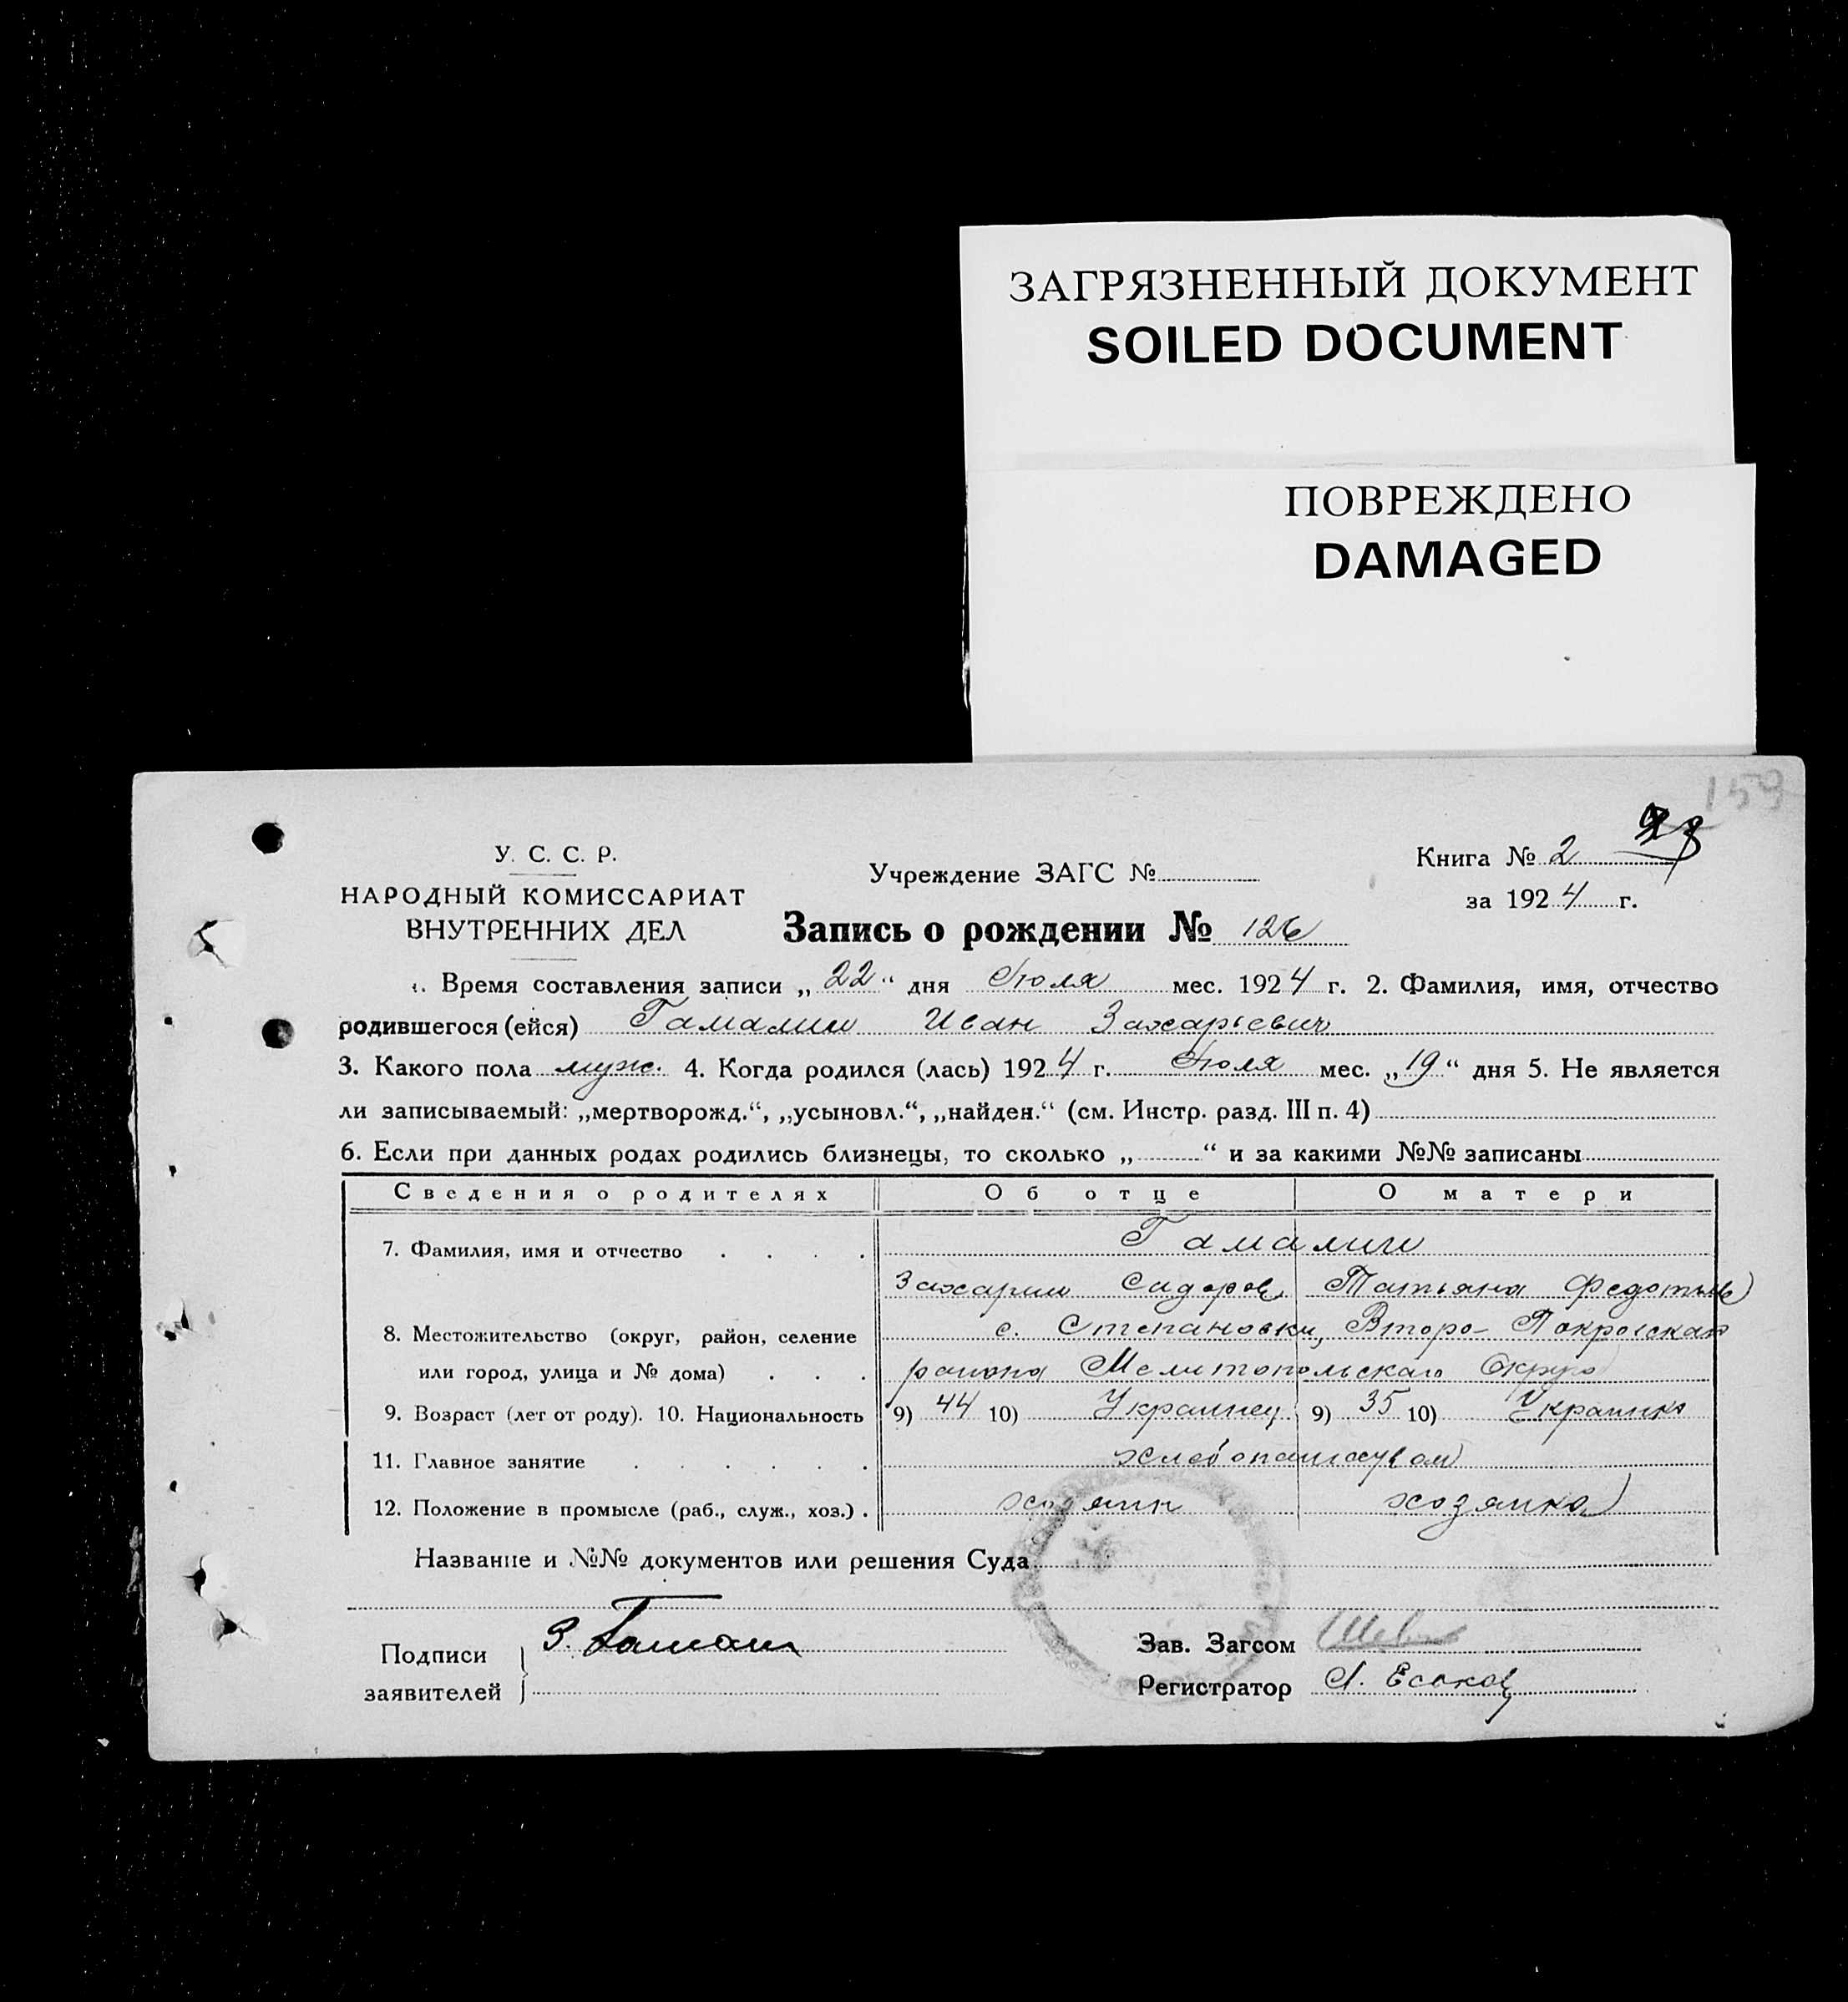 ЗАГРЯЗНЕННЫЙ ДОКУМЕНТ
SOILED DOCUMENT
ПОВРЕЖДЕНО
DAMAGED
159
У. С. С. Р.
НАРОДНЫЙ КОМИССАРИАТ
ВНУТРЕННИХ ДЕЛ
Учреждение ЗАГС №
Книга № 2
за 1924 г.
Запись о рождении № 126
1. Время составления записи „22“ дня Июля мес. 1924 г. 2. Фамилия, имя, отчество
родившегося (ейся) Гамалий Иван Захарьевич
3. Какого пола муж. 4. Когда родился (лась) 1924 г. Июля мес. „19“ дня 5. Не является
ли записываемый: „мертворожд.“, „усыновл.“, „найден.“ (см. Инстр. разд. III п. 4)
6. Если при данных родах родились близнецы, то сколько „ “ и за какими №№ записаны
Сведения о родителях Об отце О матери
7. Фамилия, имя и отчество . . . . Гамалий
Захарий Сидоров Татьяна Федотьев
8. Местожительство (округ, район, селение с. Степановки, Второ-Покровскаго
или город, улица и № дома) . . . района Мелитопольскаго Округа
9. Возраст (лет от роду). 10. Национальность 9) 44 10) Украинец 9) 35 10) Украинка
11. Главное занятие . . . . . .
12. Положение в промысле (раб., служ., хоз.) . хозяин хозяйка
Название и №№ документов или решения Суда
Подписи
заявителей
З. Гамалий
Зав. Загсом
Регистратор Еськов